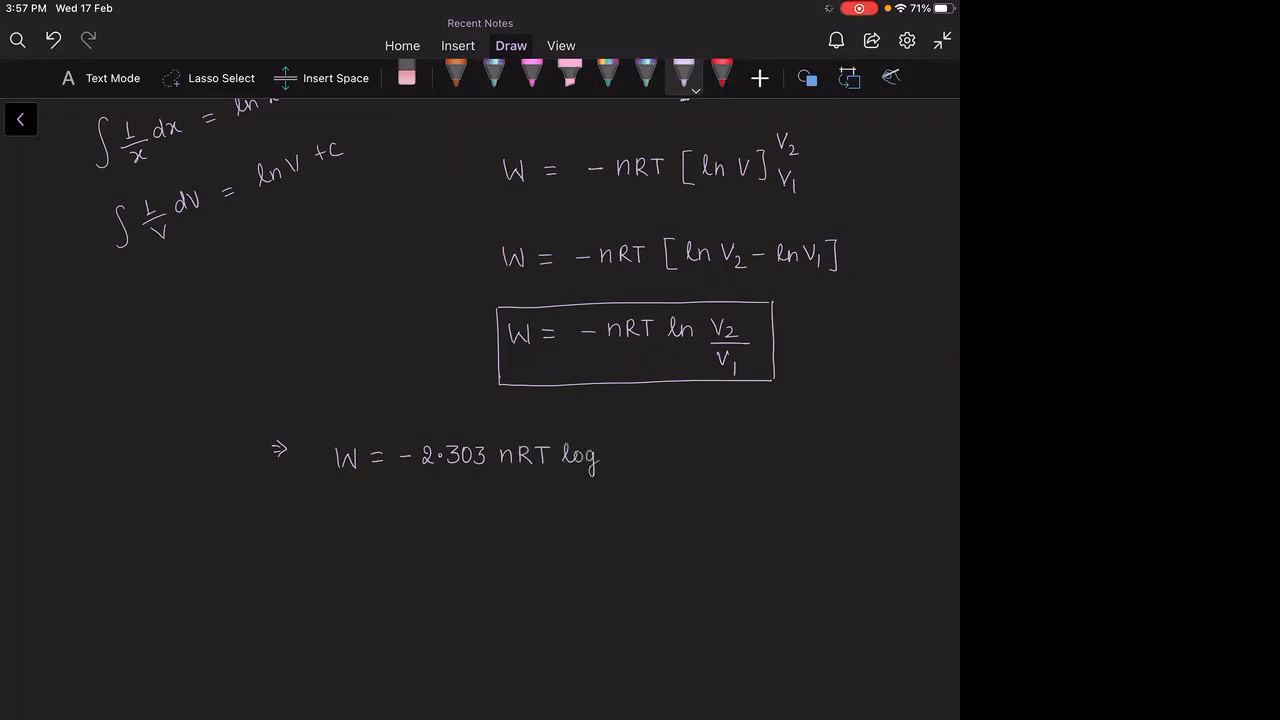 3:57 PM Wed 17 Feb
71%
Recent Notes
Home Insert Draw View
Text Mode Lasso Select Insert Space
∫ 1/x dx = ln
∫ 1/V dV = ln V + C
W = - nRT [ln V] V2 V1
W = - nRT [ln V2 - ln V1]
W = - nRT ln V2/V1
⇒ W = - 2.303 nRT log